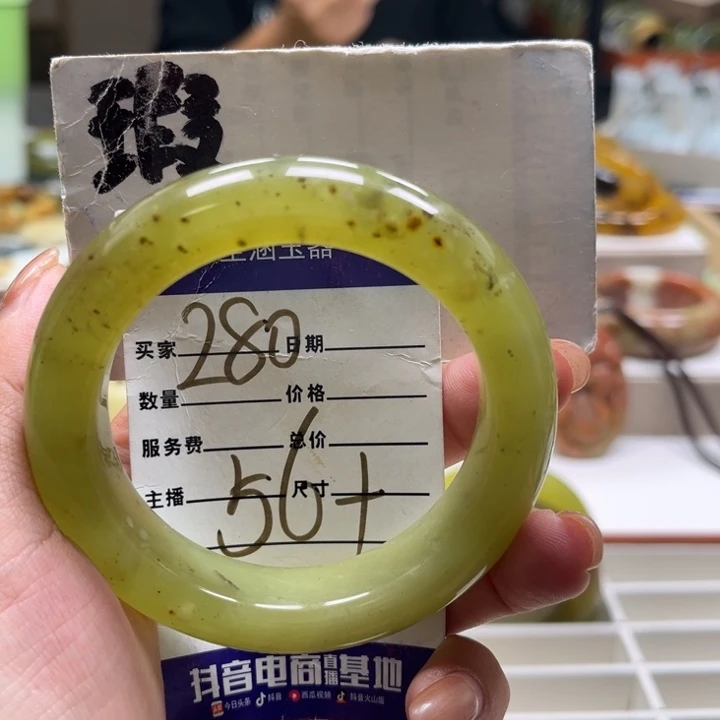 瑕
玉器
280
买家 日期
数量 价格
服务费 总价
主播 尺寸
56+
抖音电商直播基地
今日头条 抖音 西瓜视频 抖音火山版